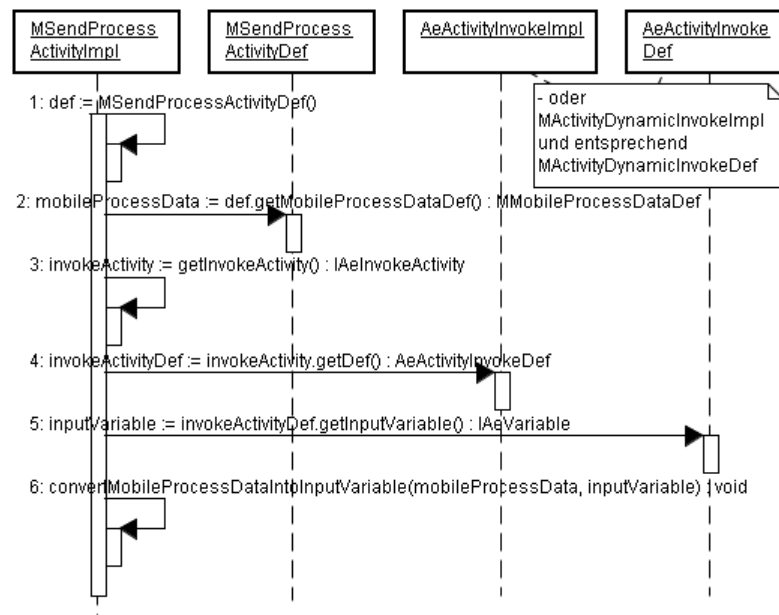 MSendProcess
ActivityImpl
MSendProcess
ActivityDef
AeActivityInvokeImpl
AeActivityInvoke
Def
- oder
MActivityDynamicInvokeImpl
und entsprechend
MActivityDynamicInvokeDef
1: def := MSendProcessActivityDef()
2: mobileProcessData := def.getMobileProcessDataDef() : MMobileProcessDataDef
3: invokeActivity := getInvokeActivity() : IAeInvokeActivity
4: invokeActivityDef := invokeActivity.getDef() : AeActivityInvokeDef
5: inputVariable := invokeActivityDef.getInputVariable() : IAeVariable
6: convertMobileProcessDataIntoInputVariable(mobileProcessData, inputVariable) : void